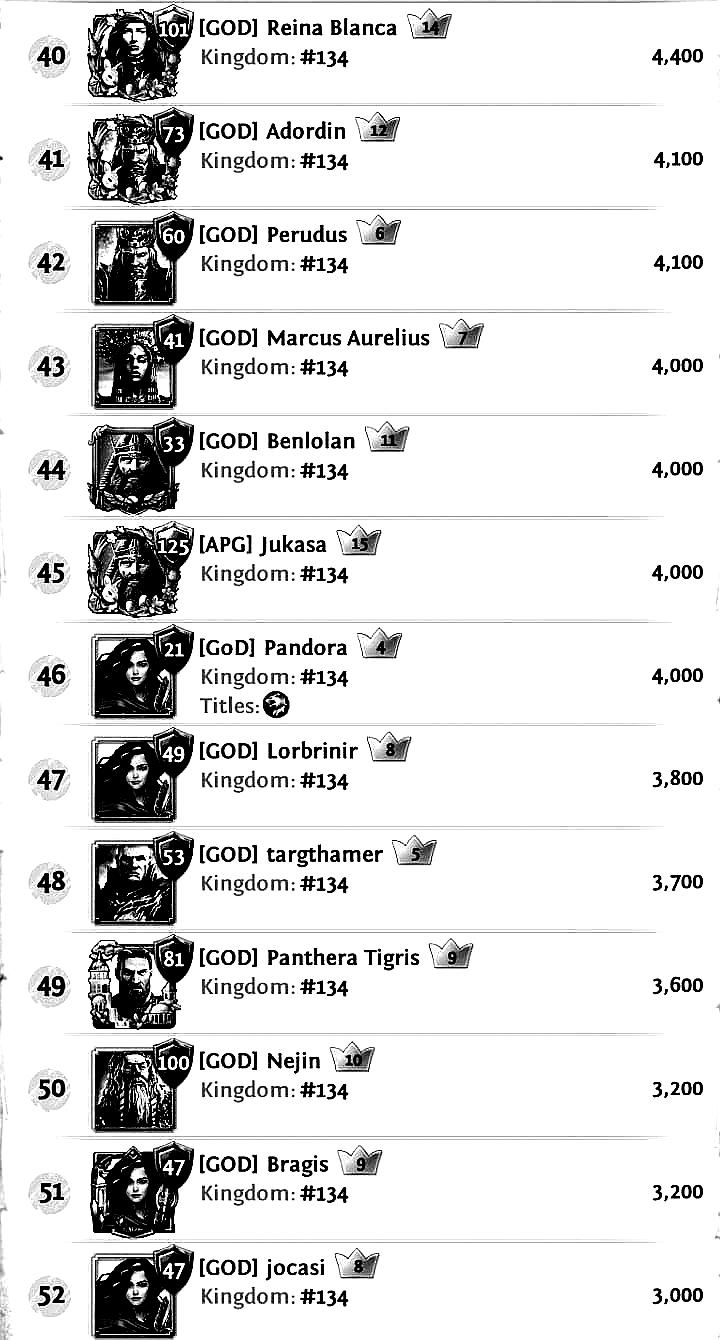 40 101 [GOD] Reina Blanca 14
Kingdom: #134 4,400
41 73 [GOD] Adordin 12
Kingdom: #134 4,100
42 60 [GOD] Perudus 6
Kingdom: #134 4,100
43 41 [GOD] Marcus Aurelius 7
Kingdom: #134 4,000
44 33 [GOD] Benlolan 11
Kingdom: #134 4,000
45 125 [APG] Jukasa 15
Kingdom: #134 4,000
46 21 [GoD] Pandora 4
Kingdom: #134 4,000
Titles:
47 49 [GOD] Lorbrinir 8
Kingdom: #134 3,800
48 53 [GOD] targthamer 5
Kingdom: #134 3,700
49 81 [GOD] Panthera Tigris 9
Kingdom: #134 3,600
50 100 [GOD] Nejin 10
Kingdom: #134 3,200
51 47 [GOD] Bragis 9
Kingdom: #134 3,200
52 47 [GOD] jocasi 8
Kingdom: #134 3,000